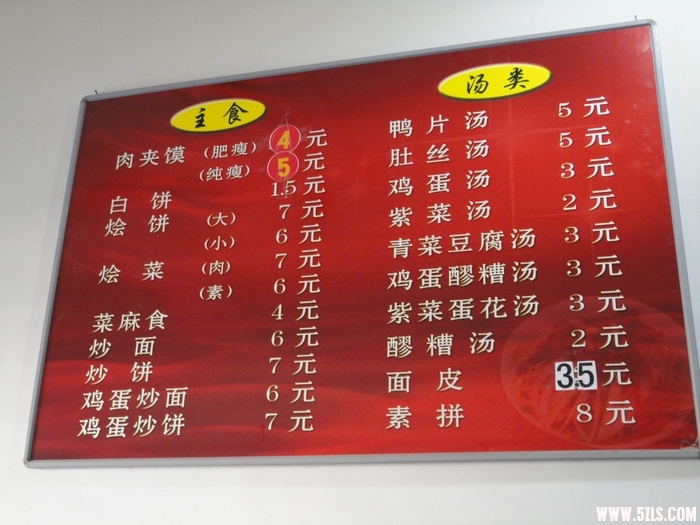 主食
肉夹馍 (肥瘦) 4 元
(纯瘦) 5 元
白饼 1.5 元
烩饼 (大) 7 元
(小) 6 元
烩菜 (肉) 7 元
(素) 6 元
菜麻食 4 元
炒面 6 元
炒饼 7 元
鸡蛋炒面 6 元
鸡蛋炒饼 7 元
汤类
鸭片汤 5 元
肚丝汤 5 元
鸡蛋汤 3 元
紫菜汤 2 元
青菜豆腐汤 3 元
鸡蛋醪糟汤 3 元
紫菜蛋花汤 3 元
醪糟汤 2 元
面皮 3.5 元
素拼 8 元
WWW.5ZLS.COM